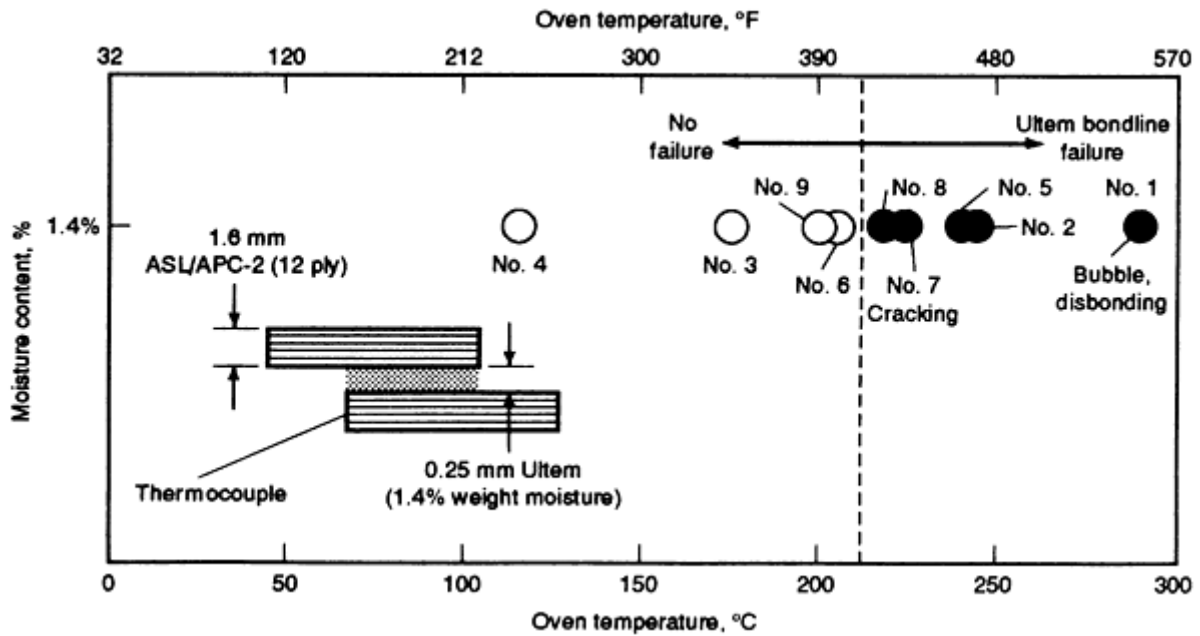 Oven temperature, °F
32 120 212 300 390 480 570
No failure
Ultem bondline failure
No. 9
No. 8
No. 5
No. 1
1.4%
No. 2
1.6 mm
ASL/APC-2 (12 ply)
No. 4
No. 3
No. 6
No. 7
Cracking
Bubble,
disbonding
Moisture content, %
Thermocouple
0.25 mm Ultem
(1.4% weight moisture)
0 50 100 150 200 250 300
Oven temperature, °C